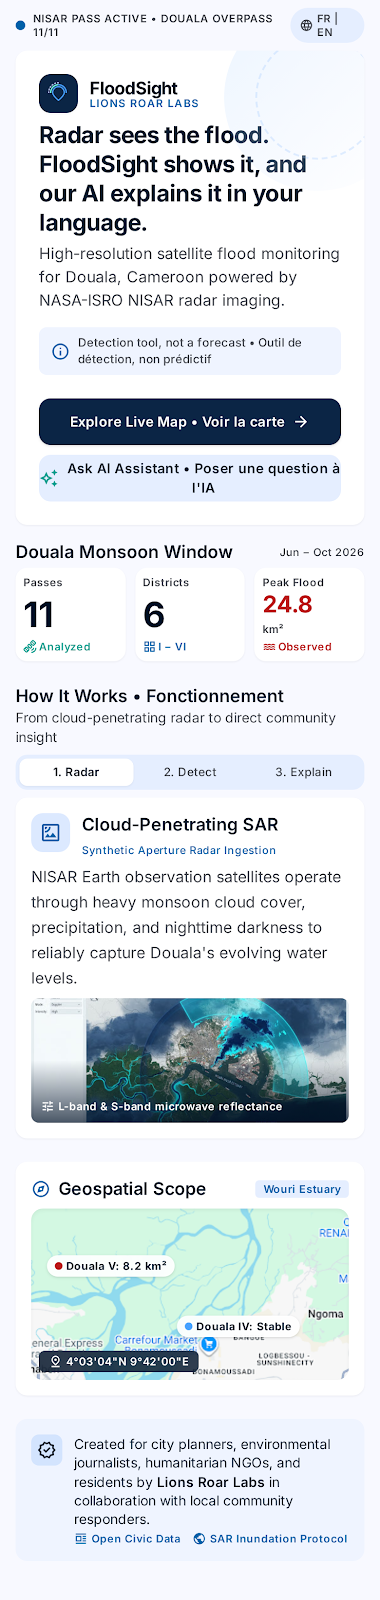 NISAR PASS ACTIVE • DOUALA OVERPASS
11/11
FR |
EN
FloodSight
LIONS ROAR LABS
Radar sees the flood.
FloodSight shows it, and
our AI explains it in your
language.
High-resolution satellite flood monitoring
for Douala, Cameroon powered by
NASA-ISRO NISAR radar imaging.
Detection tool, not a forecast • Outil de
détection, non prédictif
Explore Live Map • Voir la carte →
Ask AI Assistant • Poser une question à
l'IA
Douala Monsoon Window
Jun – Oct 2026
Passes
11
Analyzed
Districts
6
I – VI
Peak Flood
24.8
km²
Observed
How It Works • Fonctionnement
From cloud-penetrating radar to direct community
insight
1. Radar
2. Detect
3. Explain
Cloud-Penetrating SAR
Synthetic Aperture Radar Ingestion
NISAR Earth observation satellites operate
through heavy monsoon cloud cover,
precipitation, and nighttime darkness to
reliably capture Douala's evolving water
levels.
L-band & S-band microwave reflectance
Geospatial Scope
Wouri Estuary
Douala V: 8.2 km²
Douala IV: Stable
Ngoma
Carrefour Market
LOGBESSOU -
SUNSHINECITY
BONAMOUSSADI
4°03'04"N 9°42'00"E
Created for city planners, environmental
journalists, humanitarian NGOs, and
residents by Lions Roar Labs in
collaboration with local community
responders.
Open Civic Data
SAR Inundation Protocol